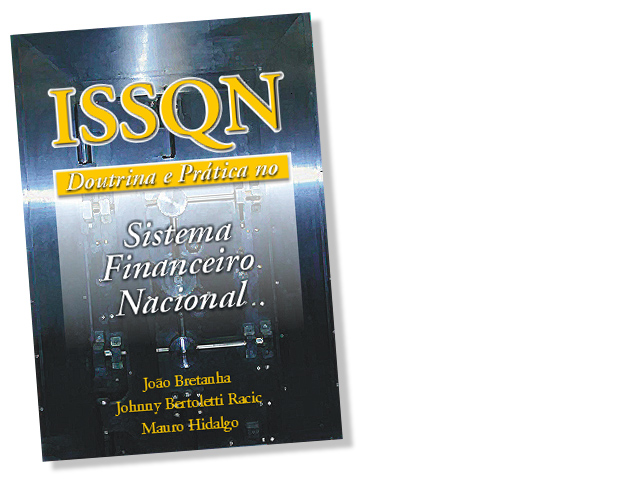 ISSQN
Doutrina e Prática no
Sistema
Financeiro
Nacional
João Bretanha
Johnny Bertoletti Racic
Mauro Hidalgo